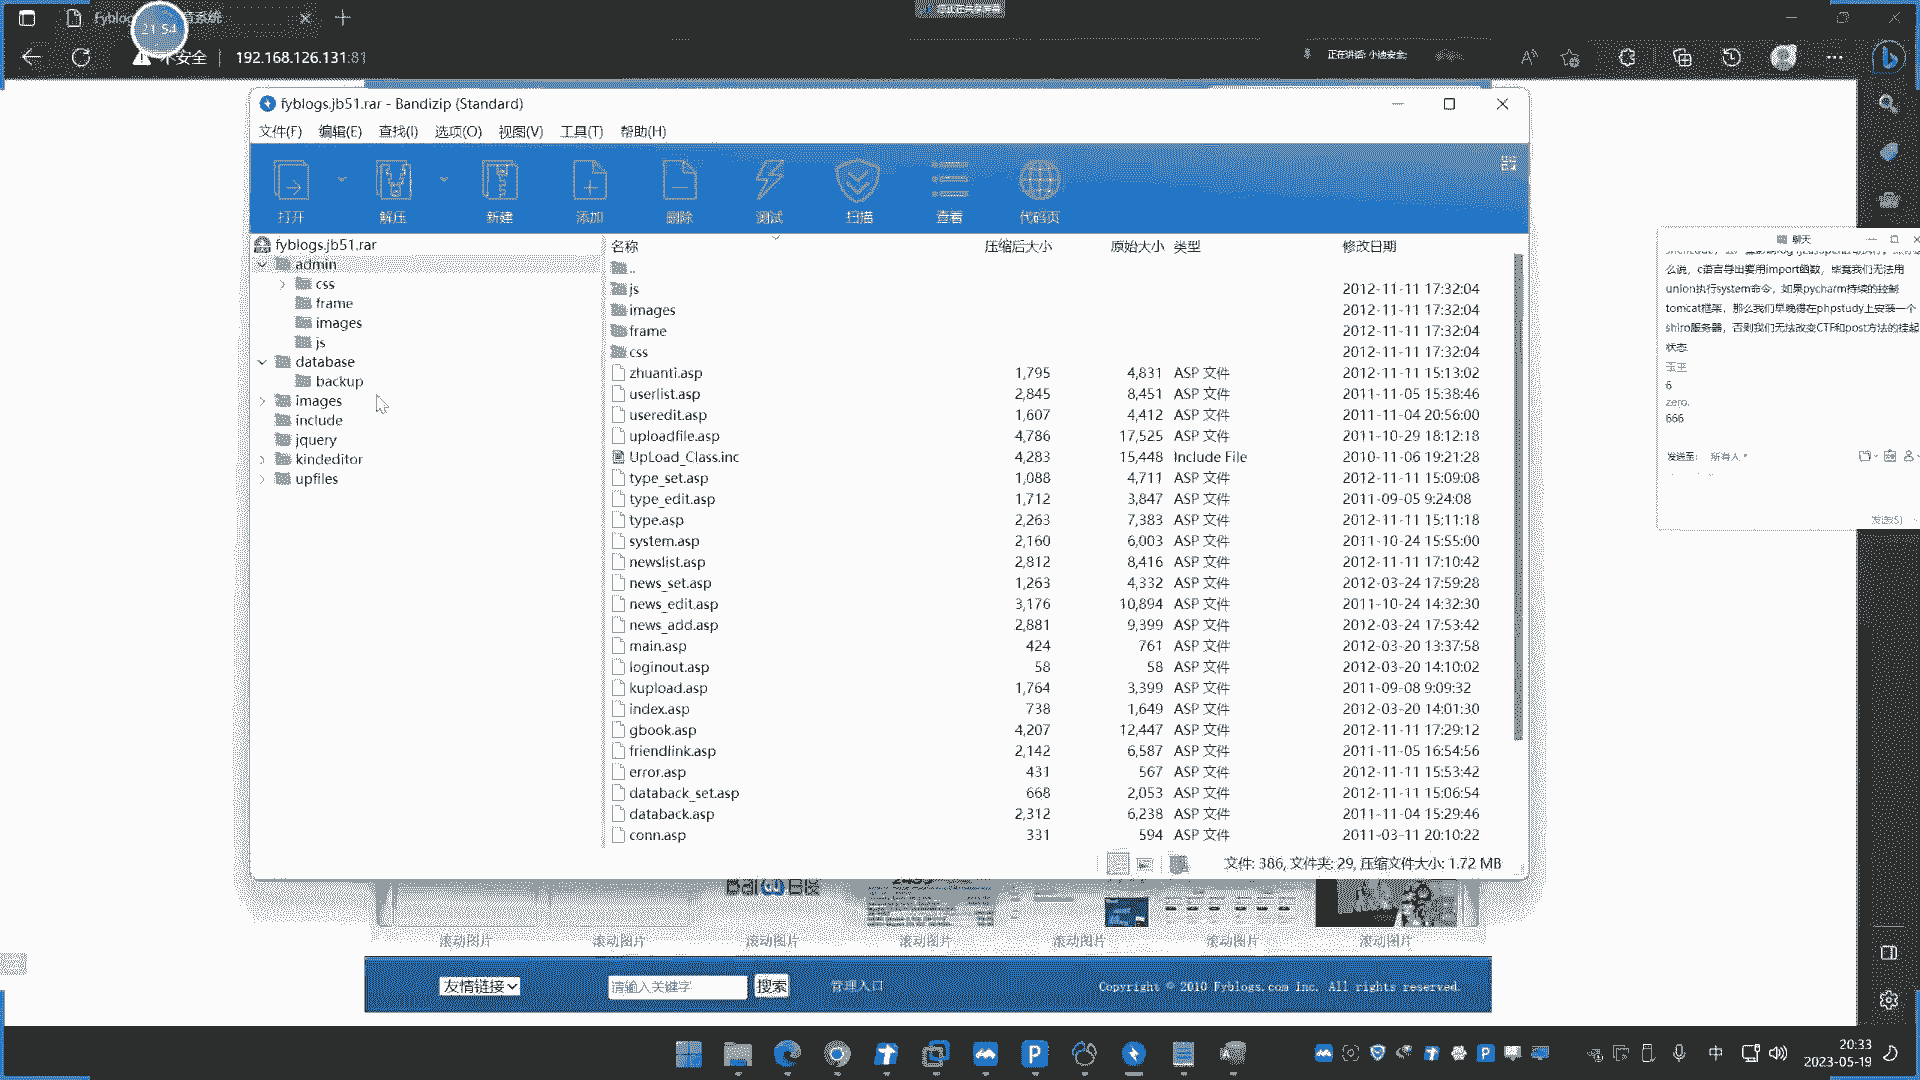 Fyblogs
章系统
21:54
您正在共享屏幕
不安全
192.168.126.131:81
正在讲话: 小迪安全;
fyblogs.jb51.rar - Bandizip (Standard)
文件(F) 编辑(E) 查找(I) 选项(O) 视图(V) 工具(T) 帮助(H)
打开 解压 新建 添加 删除 测试 扫描 查看 代码页
fyblogs.jb51.rar
admin
css
frame
images
js
database
backup
images
include
jquery
kindeditor
upfiles
名称 压缩后大小 原始大小 类型 修改日期
..
js 2012-11-11 17:32:04
images 2012-11-11 17:32:04
frame 2012-11-11 17:32:04
css 2012-11-11 17:32:04
zhuanti.asp 1,795 4,831 ASP 文件 2012-11-11 15:13:02
userlist.asp 2,845 8,451 ASP 文件 2011-11-05 15:38:46
useredit.asp 1,607 4,412 ASP 文件 2011-11-04 20:56:00
uploadfile.asp 4,786 17,525 ASP 文件 2011-10-29 18:12:18
UpLoad_Class.inc 4,283 15,448 Include File 2010-11-06 19:21:28
type_set.asp 1,088 4,711 ASP 文件 2012-11-11 15:09:08
type_edit.asp 1,712 3,847 ASP 文件 2011-09-05 9:24:08
type.asp 2,263 7,383 ASP 文件 2012-11-11 15:11:18
system.asp 2,160 6,003 ASP 文件 2011-10-24 15:55:00
newslist.asp 2,812 8,416 ASP 文件 2012-11-11 17:10:42
news_set.asp 1,263 4,332 ASP 文件 2012-03-24 17:59:28
news_edit.asp 3,176 10,894 ASP 文件 2011-10-24 14:32:30
news_add.asp 2,881 9,399 ASP 文件 2012-03-24 17:53:42
main.asp 424 761 ASP 文件 2012-03-20 13:37:58
loginout.asp 58 58 ASP 文件 2012-03-20 14:10:02
kupload.asp 1,764 3,399 ASP 文件 2011-09-08 9:09:32
index.asp 738 1,649 ASP 文件 2012-03-20 14:01:30
gbook.asp 4,207 12,447 ASP 文件 2012-11-11 17:29:12
friendlink.asp 2,142 6,587 ASP 文件 2011-11-05 16:54:56
error.asp 431 567 ASP 文件 2012-11-11 15:53:42
databack_set.asp 668 2,053 ASP 文件 2012-11-11 15:06:54
databack.asp 2,312 6,238 ASP 文件 2011-11-04 15:29:46
conn.asp 331 594 ASP 文件 2011-03-11 20:10:22
文件: 386, 文件夹: 29, 压缩文件大小: 1.72 MB
聊天
么说，c语言导出要用import函数，毕竟我们无法用
union执行system命令，如果pycharm持续的控制
tomcat框架，那么我们早晚得在phpstudy上安装一个
shiro服务器，否则我们无法改变CTF和post方法的挂起
状态
6
zero.
666
发送至: 所有人
发送(S)
Bai 百度
滚动图片 滚动图片 滚动图片 滚动图片 滚动图片 滚动图片 滚动图片
友情链接 请输入关键字 搜索 管理入口 Copyright © 2010 Fyblogs.com Inc. All rights reserved.
中
20:33
2023-05-19